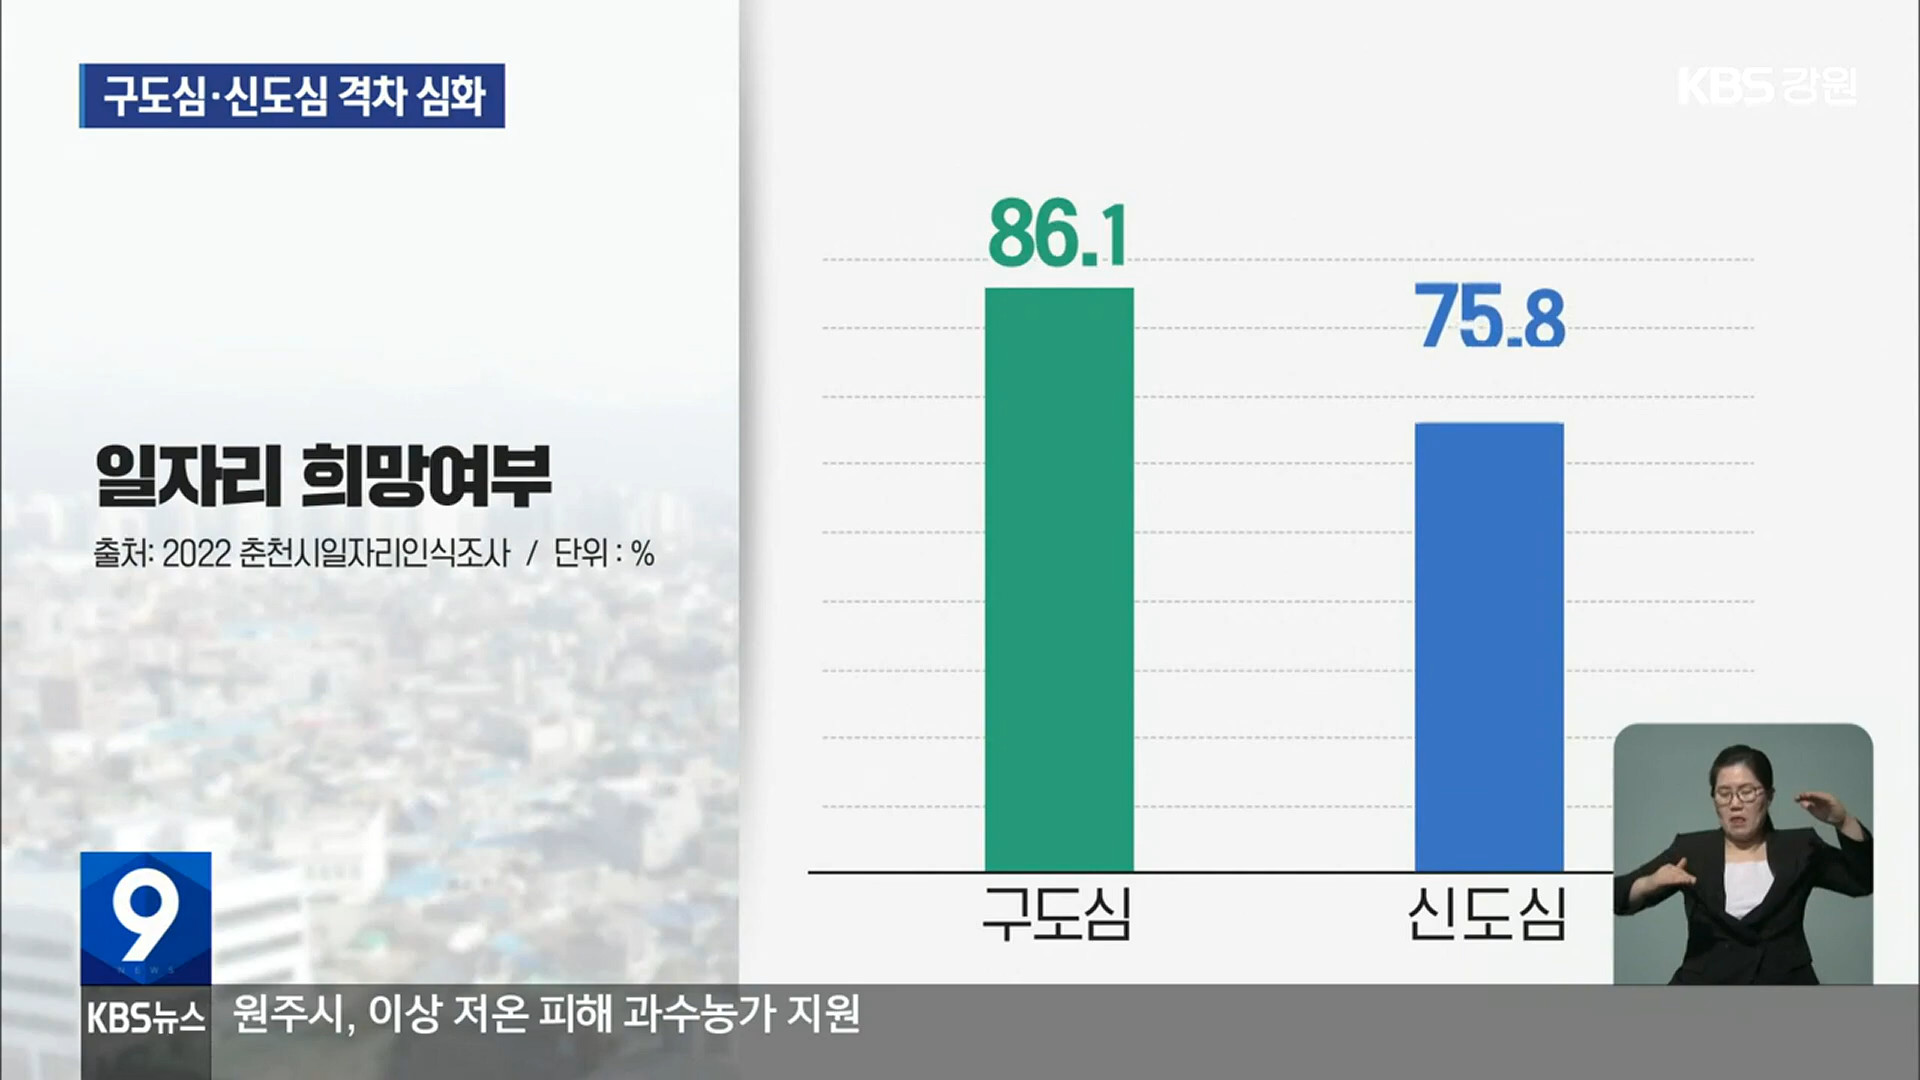 구도심·신도심 격차 심화
KBS 강원
86.1
75.8
일자리 희망여부
출처: 2022 춘천시일자리인식조사 / 단위 : %
구도심
신도심
9
NEWS
KBS뉴스
원주시, 이상 저온 피해 과수농가 지원